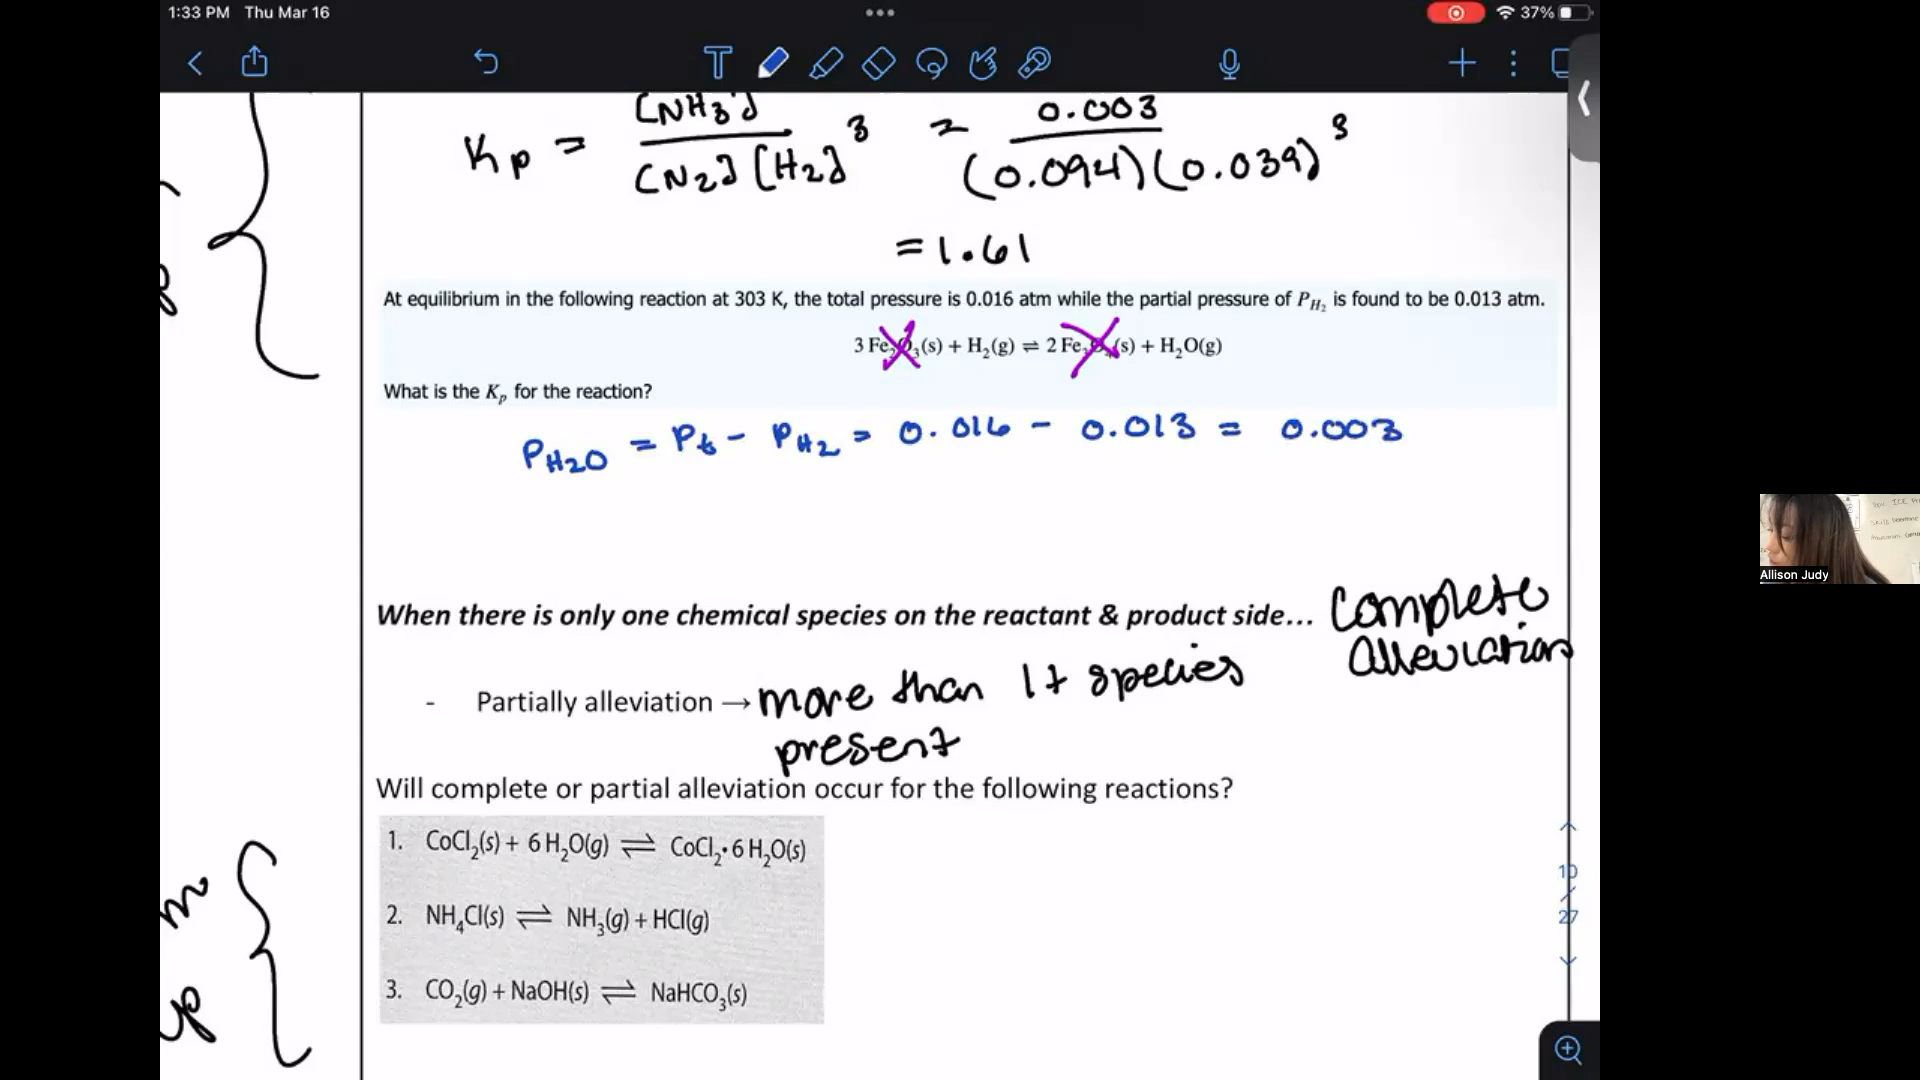 1:33 PM Thu Mar 16
37%
Kp = [NH3] / [N2][H2]^3 = 0.003 / (0.094)(0.039)^3
= 1.61
At equilibrium in the following reaction at 303 K, the total pressure is 0.016 atm while the partial pressure of P_H₂ is found to be 0.013 atm.
3 Fe₂O₃(s) + H₂(g) ⇌ 2 Fe₃O₄(s) + H₂O(g)
What is the Kₚ for the reaction?
PH2O = Pt - PH2 = 0.016 - 0.013 = 0.003
When there is only one chemical species on the reactant & product side... Complete
alleviation
- Partially alleviation → more than 1+ species
present
Will complete or partial alleviation occur for the following reactions?
1. CoCl₂(s) + 6 H₂O(g) ⇌ CoCl₂•6 H₂O(s)
2. NH₄Cl(s) ⇌ NH₃(g) + HCl(g)
3. CO₂(g) + NaOH(s) ⇌ NaHCO₃(s)
10
/
27
Allison Judy